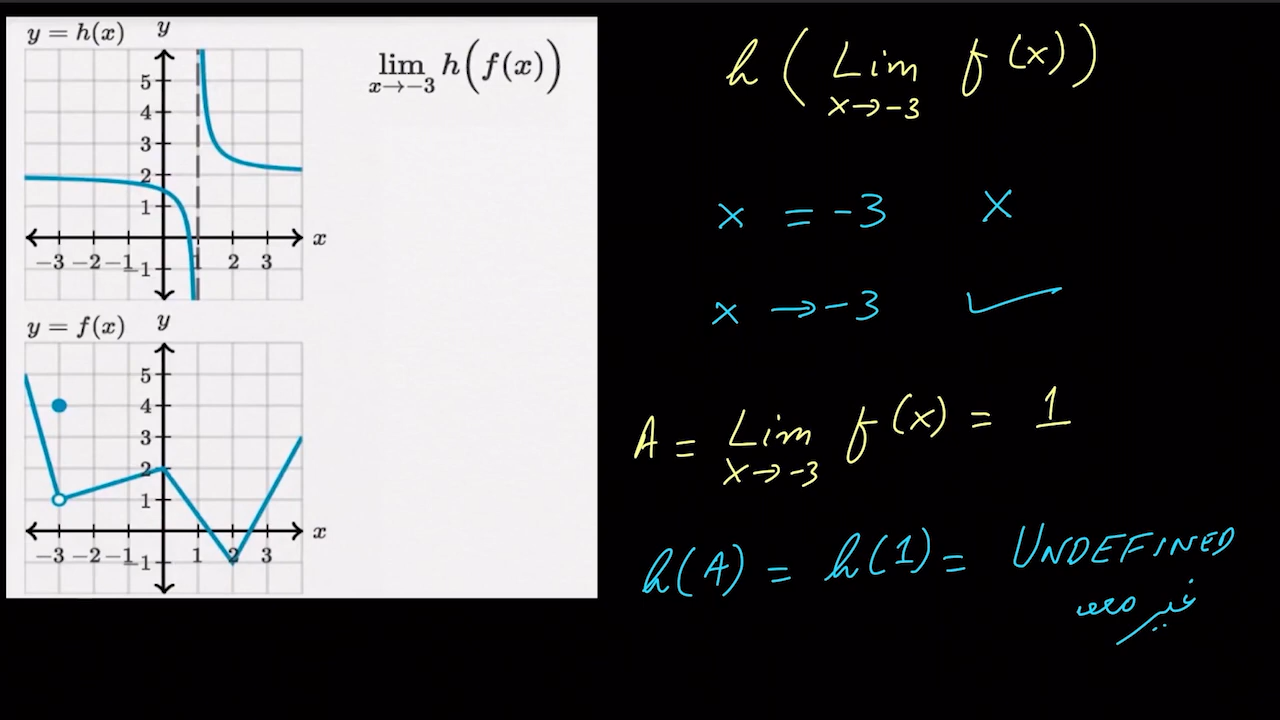 y = h(x)
y
5
4
3
2
1
−3 −2 −1 1 2 3 x
−1
lim h(f(x))
x→−3
y = f(x)
y
5
4
3
2
1
−3 −2 −1 1 2 3 x
−1
h ( Lim f (x) )
x→−3
x = −3 X
x → −3 ✓
A = Lim f (x) = 1
x→−3
h(A) = h(1) = UNDEFINED
غير معرف